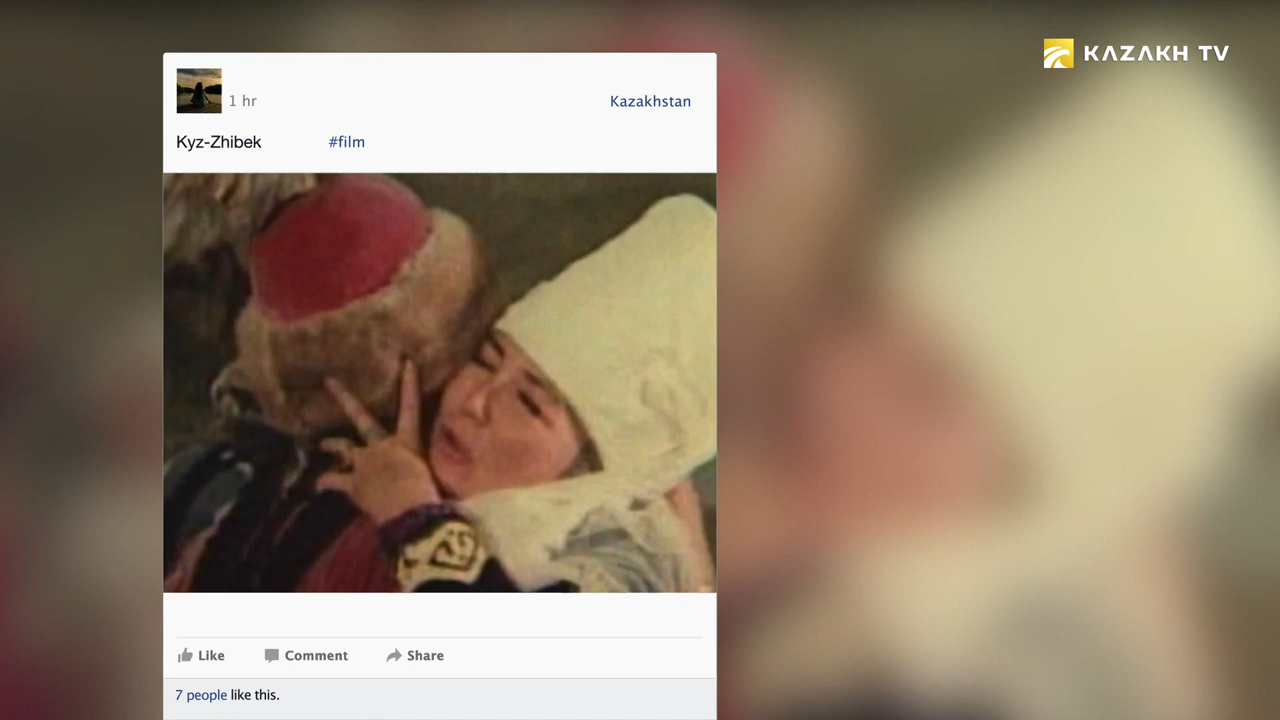 KAZAKH TV
1 hr
Kazakhstan
Kyz-Zhibek #film
Like Comment Share
7 people like this.